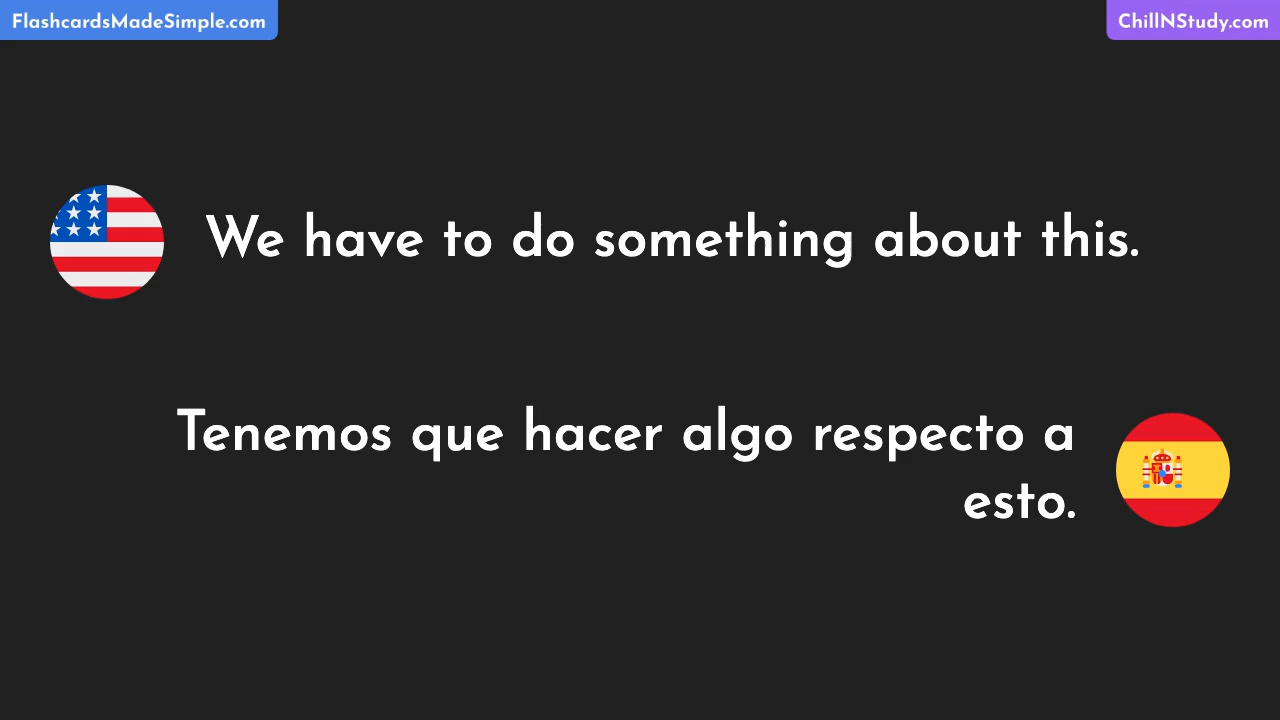 FlashcardsMadeSimple.com
ChillNStudy.com
We have to do something about this.
Tenemos que hacer algo respecto a
esto.